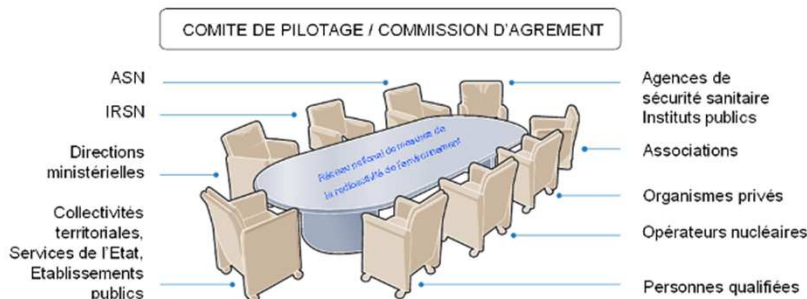 COMITE DE PILOTAGE / COMMISSION D'AGREMENT
ASN
IRSN
Directions
ministérielles
Collectivités
territoriales,
Services de l'Etat,
Etablissements
publics
Réseau national de mesures de
la radioactivité de l'environnement
Agences de
sécurité sanitaire
Instituts publics
Associations
Organismes privés
Opérateurs nucléaires
Personnes qualifiées